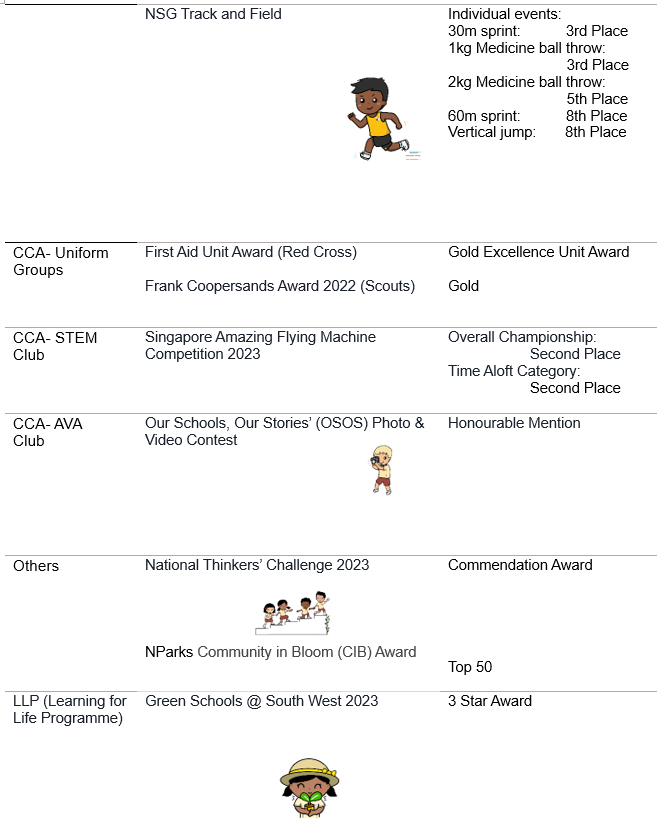 NSG Track and Field
Individual events:
30m sprint: 3rd Place
1kg Medicine ball throw:
3rd Place
2kg Medicine ball throw:
5th Place
60m sprint: 8th Place
Vertical jump: 8th Place
CCA- Uniform
Groups
First Aid Unit Award (Red Cross)
Gold Excellence Unit Award
Frank Coopersands Award 2022 (Scouts)
Gold
CCA- STEM
Club
Singapore Amazing Flying Machine
Competition 2023
Overall Championship:
Second Place
Time Aloft Category:
Second Place
CCA- AVA
Club
Our Schools, Our Stories’ (OSOS) Photo &
Video Contest
Honourable Mention
Others
National Thinkers’ Challenge 2023
Commendation Award
NParks Community in Bloom (CIB) Award
Top 50
LLP (Learning for
Life Programme)
Green Schools @ South West 2023
3 Star Award